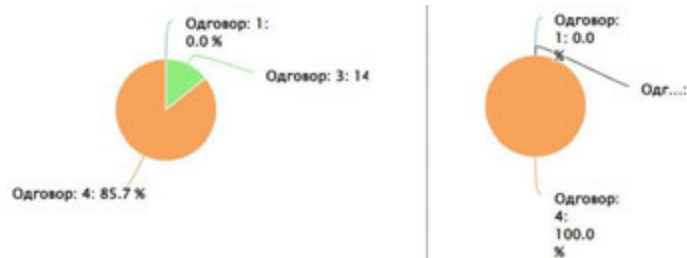 Одговор: 1:
0.0 %
Одговор: 3: 14
Одговор: 4: 85.7 %
Одговор:
1: 0.0
%
Одг...:
Одговор:
4:
100.0
%